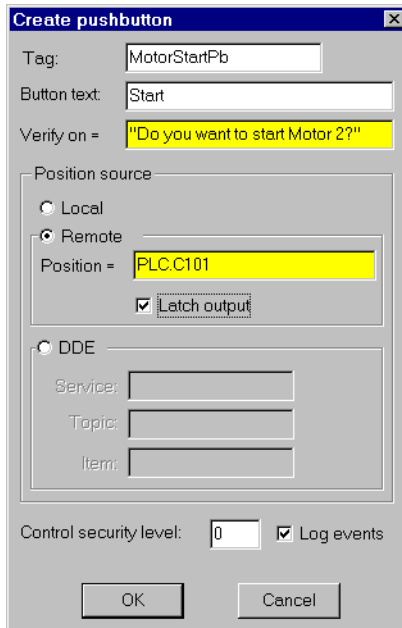 Create pushbutton
Tag: MotorStartPb
Button text: Start
Verify on = "Do you want to start Motor 2?"
Position source
Local
Remote
Position = PLC.C101
Latch output
DDE
Service:
Topic:
Item:
Control security level: 0 Log events
OK Cancel